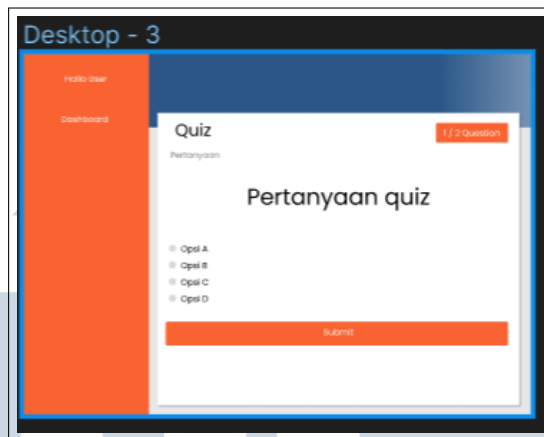 Desktop - 3
Hallo User
Dashboard
Quiz
1 / 2 Question
Pertanyaan
Pertanyaan quiz
Opsi A
Opsi B
Opsi C
Opsi D
Submit